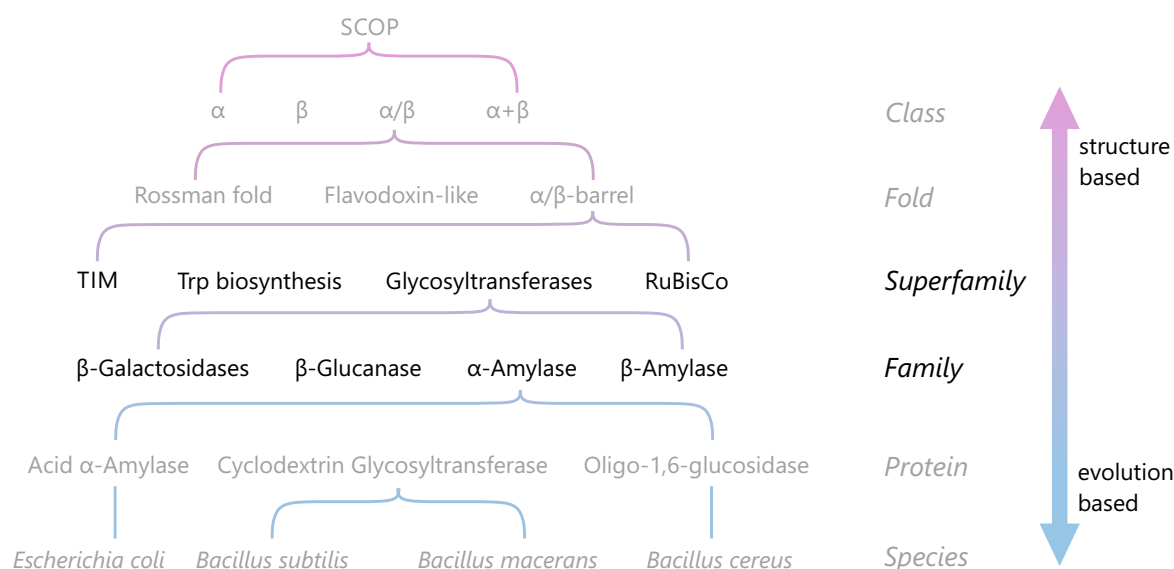 SCOP
α β α/β α+β Class
structure
based
Rossman fold Flavodoxin-like α/β-barrel Fold
TIM Trp biosynthesis Glycosyltransferases RuBisCo Superfamily
β-Galactosidases β-Glucanase α-Amylase β-Amylase Family
Acid α-Amylase Cyclodextrin Glycosyltransferase Oligo-1,6-glucosidase Protein
evolution
based
Escherichia coli Bacillus subtilis Bacillus macerans Bacillus cereus Species